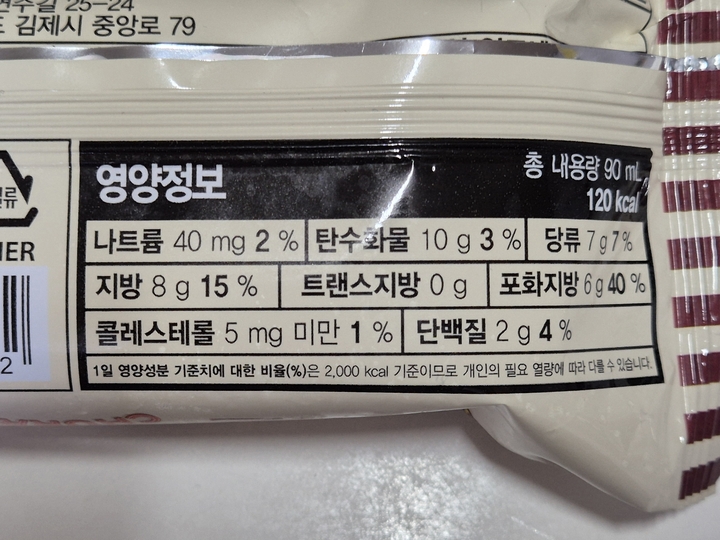 25-24
김제시 중앙로 79
영양정보
총 내용량 90 mL
120 kcal
나트륨 40 mg 2 % 탄수화물 10 g 3 % 당류 7 g 7 %
지방 8 g 15 % 트랜스지방 0 g 포화지방 6 g 40 %
콜레스테롤 5 mg 미만 1 % 단백질 2 g 4 %
1일 영양성분 기준치에 대한 비율(%)은 2,000 kcal 기준이므로 개인의 필요 열량에 따라 다를 수 있습니다.
류
HER
2